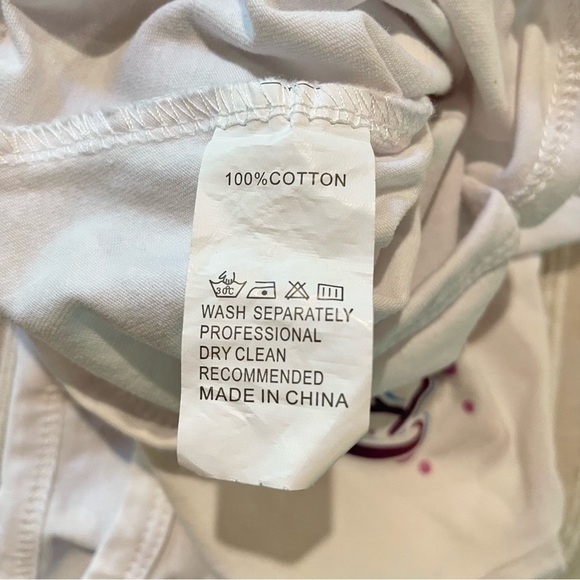 100%COTTON
30℃
WASH SEPARATELY
PROFESSIONAL
DRY CLEAN
RECOMMENDED
MADE IN CHINA